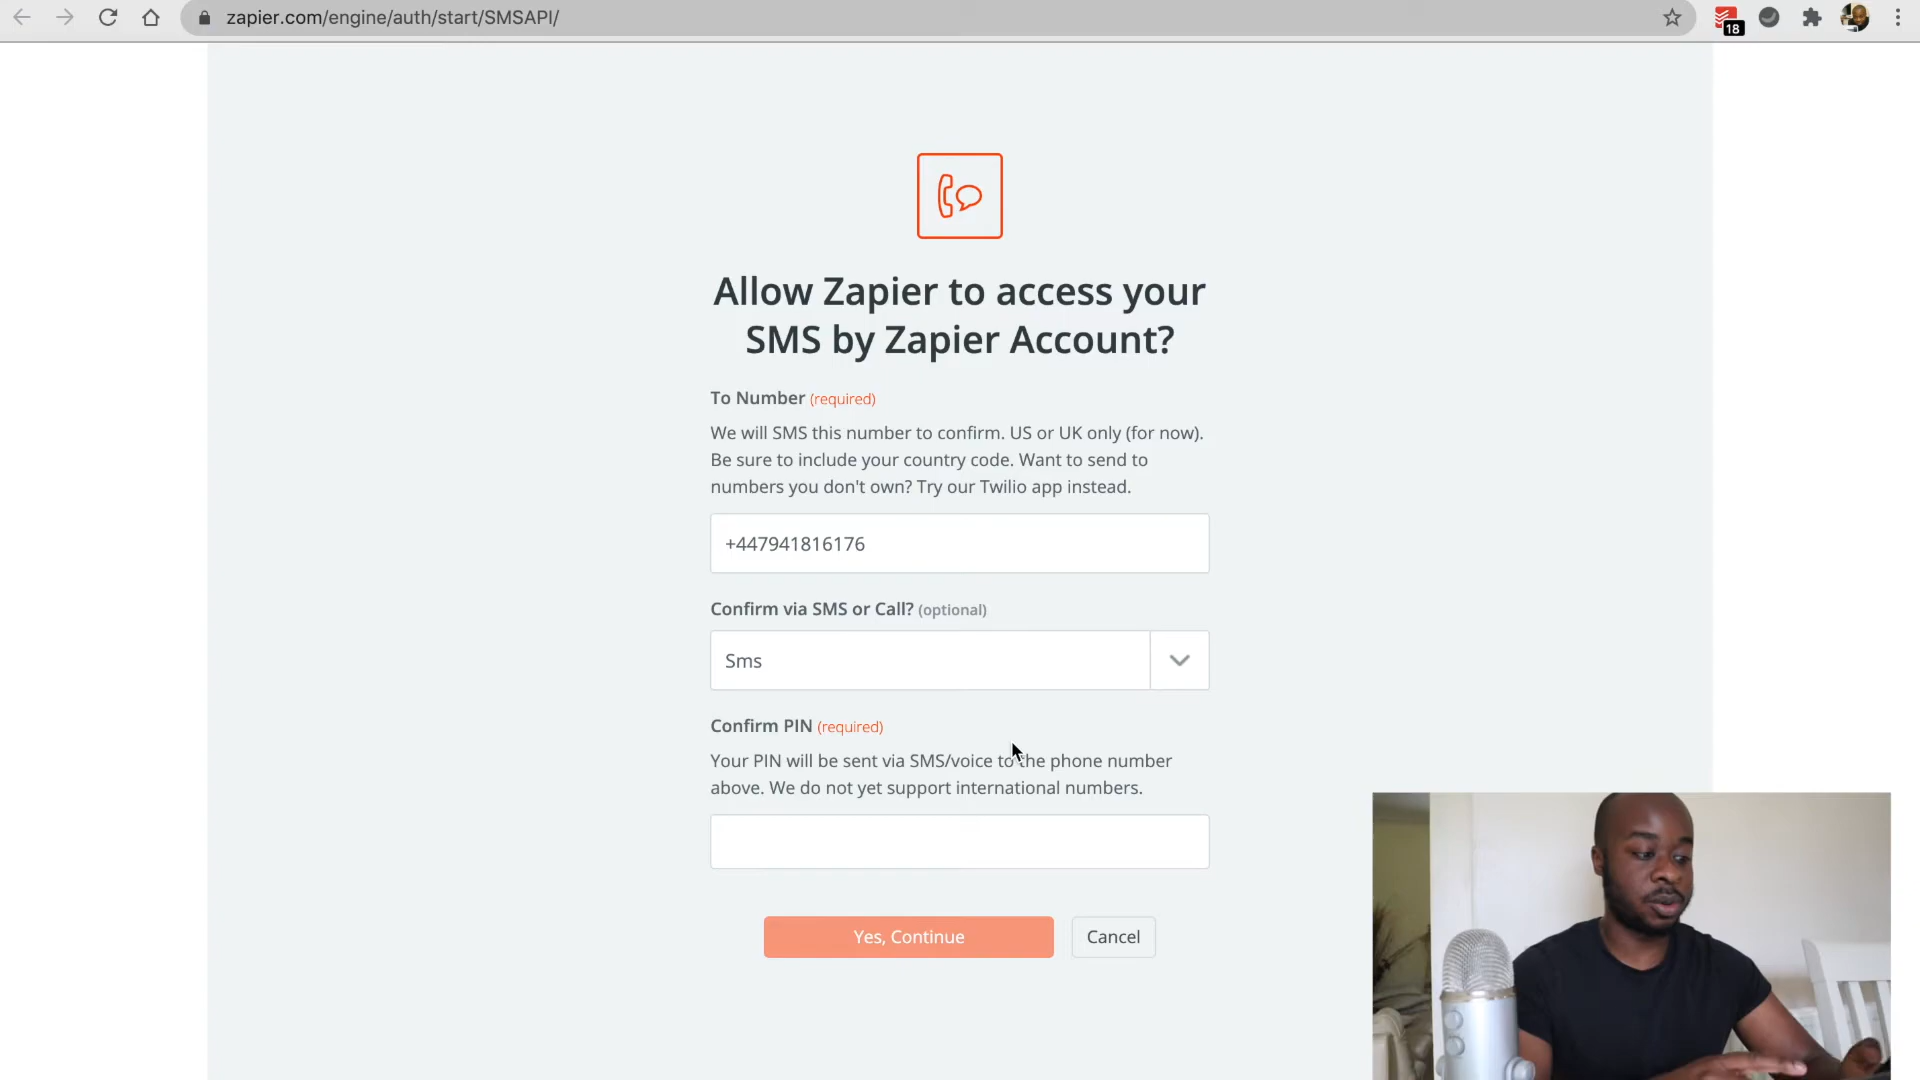 zapier.com/engine/auth/start/SMSAPI/
18
Allow Zapier to access your
SMS by Zapier Account?
To Number (required)
We will SMS this number to confirm. US or UK only (for now).
Be sure to include your country code. Want to send to
numbers you don't own? Try our Twilio app instead.
+447941816176
Confirm via SMS or Call? (optional)
Sms
Confirm PIN (required)
Your PIN will be sent via SMS/voice to the phone number
above. We do not yet support international numbers.
Yes, Continue
Cancel